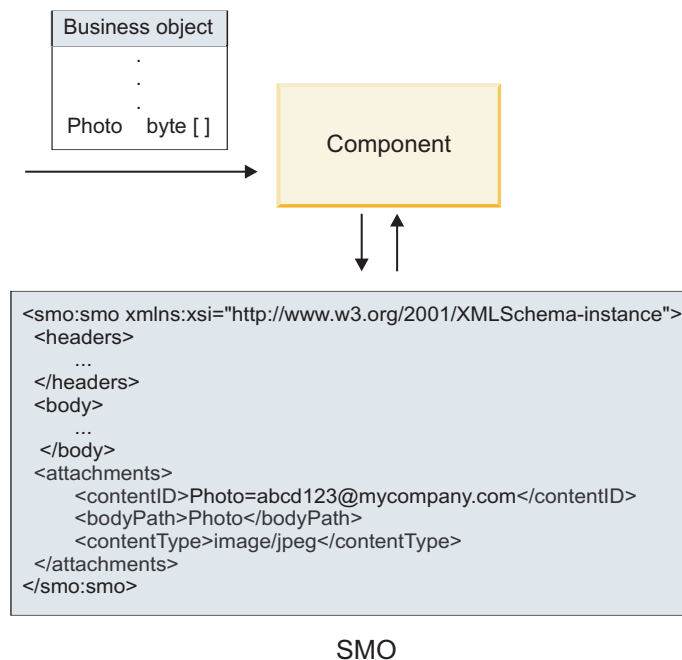 Business object
.
.
.
Photo byte [ ]
Component
<smo:smo xmlns:xsi="http://www.w3.org/2001/XMLSchema-instance">
<headers>
...
</headers>
<body>
...
</body>
<attachments>
<contentID>Photo=abcd123@mycompany.com</contentID>
<bodyPath>Photo</bodyPath>
<contentType>image/jpeg</contentType>
</attachments>
</smo:smo>
SMO